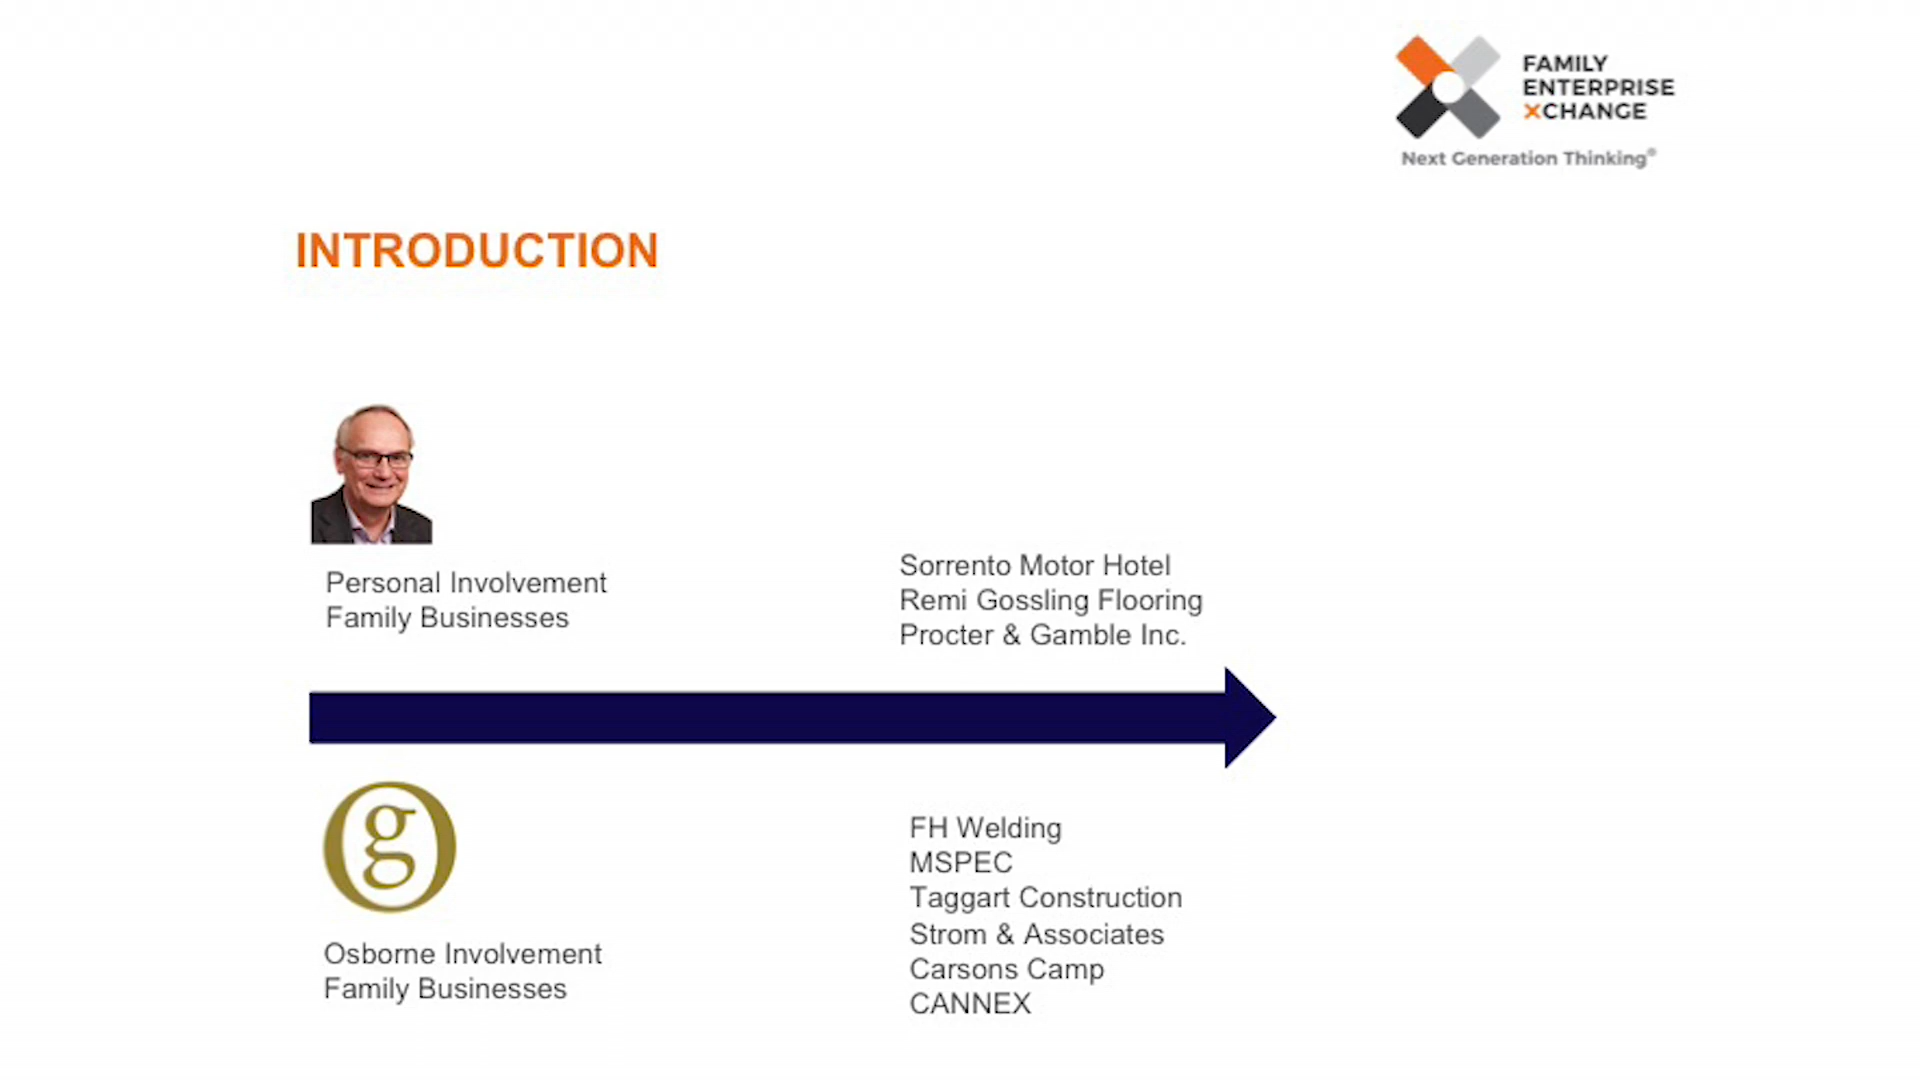 FAMILY
ENTERPRISE
XCHANGE
Next Generation Thinking®
INTRODUCTION
Personal Involvement
Family Businesses
Sorrento Motor Hotel
Remi Gossling Flooring
Procter & Gamble Inc.
g
Osborne Involvement
Family Businesses
FH Welding
MSPEC
Taggart Construction
Strom & Associates
Carsons Camp
CANNEX